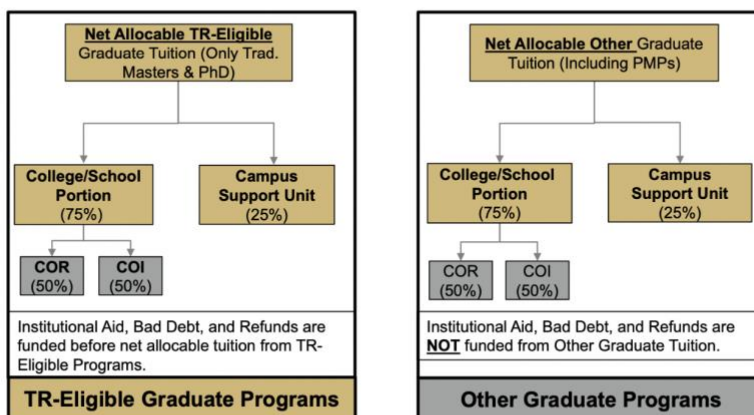 Net Allocable TR-Eligible
Graduate Tuition (Only Trad.
Masters & PhD)
College/School
Portion
(75%)
Campus
Support Unit
(25%)
COR
(50%)
COI
(50%)
Institutional Aid, Bad Debt, and Refunds are
funded before net allocable tuition from TR-
Eligible Programs.
TR-Eligible Graduate Programs
Net Allocable Other Graduate
Tuition (Including PMPs)
College/School
Portion
(75%)
Campus
Support Unit
(25%)
COR
(50%)
COI
(50%)
Institutional Aid, Bad Debt, and Refunds are
NOT funded from Other Graduate Tuition.
Other Graduate Programs